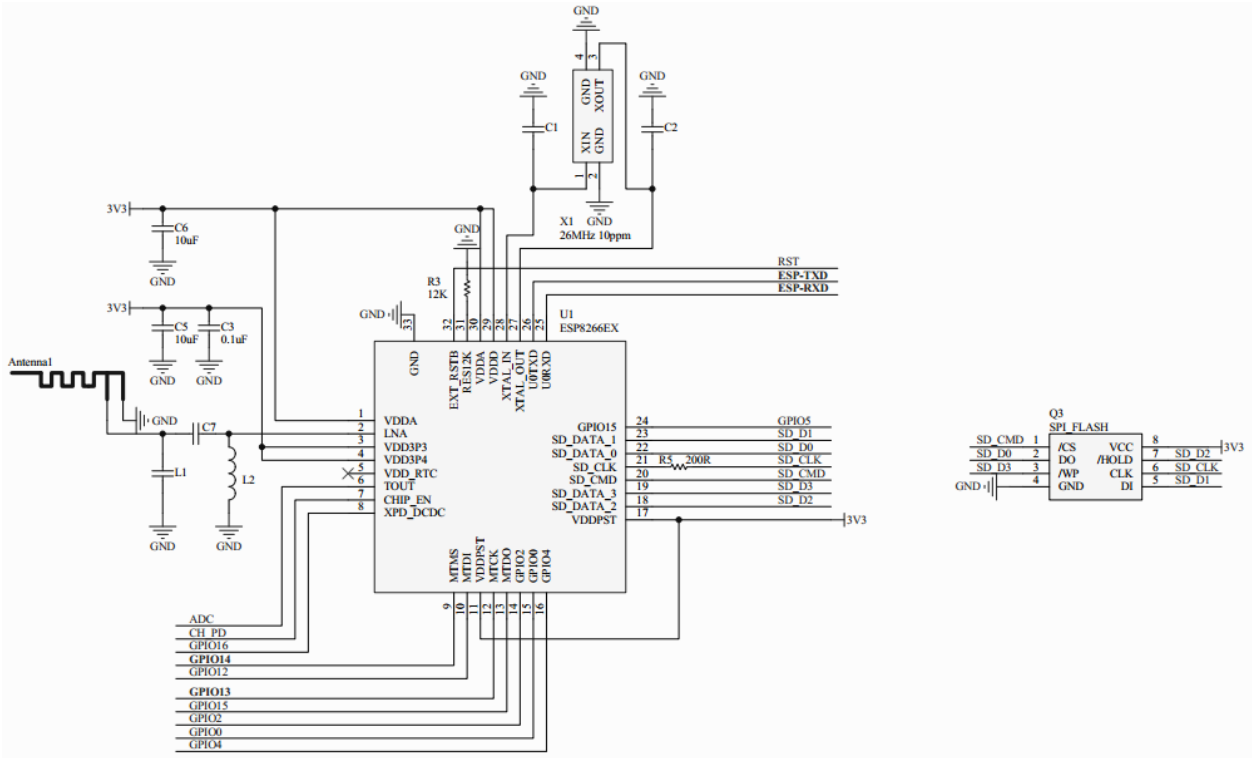 GND
4
3
GND
XOUT
GND
GND
C1
C2
XIN
GND
1
2
X1
GND
26MHz 10ppm
3V3
C6
10uF
GND
GND
R3
12K
RST
ESP-TXD
ESP-RXD
3V3
C5
10uF
C3
0.1uF
GND
GND
GND
33
32
31
30
29
28
27
26
25
U1
ESP8266EX
GND
EXT_RSTB
RES12K
VDDA
VDDD
XTAL_IN
XTAL_OUT
U0TXD
U0RXD
Antenna1
GND
C7
L1
L2
GND
GND
1
VDDA
2
LNA
3
VDD3P3
4
VDD3P4
5
VDD_RTC
6
TOUT
7
CHIP_EN
8
XPD_DCDC
GPIO15
24
GPIO5
SD_DATA_1
23
SD_D1
SD_DATA_0
22
SD_D0
SD_CLK
21
R5
200R
SD_CLK
SD_CMD
20
SD_CMD
SD_DATA_3
19
SD_D3
SD_DATA_2
18
SD_D2
VDDPST
17
3V3
MTMS
MTDI
VDDPST
MTCK
MTDO
GPIO2
GPIO0
GPIO4
9
10
11
12
13
14
15
16
ADC
CH_PD
GPIO16
GPIO14
GPIO12
GPIO13
GPIO15
GPIO2
GPIO0
GPIO4
Q3
SPI_FLASH
SD_CMD 1 /CS VCC 8 3V3
SD_D0 2 DO /HOLD 7 SD_D2
SD_D3 3 /WP CLK 6 SD_CLK
GND 4 GND DI 5 SD_D1